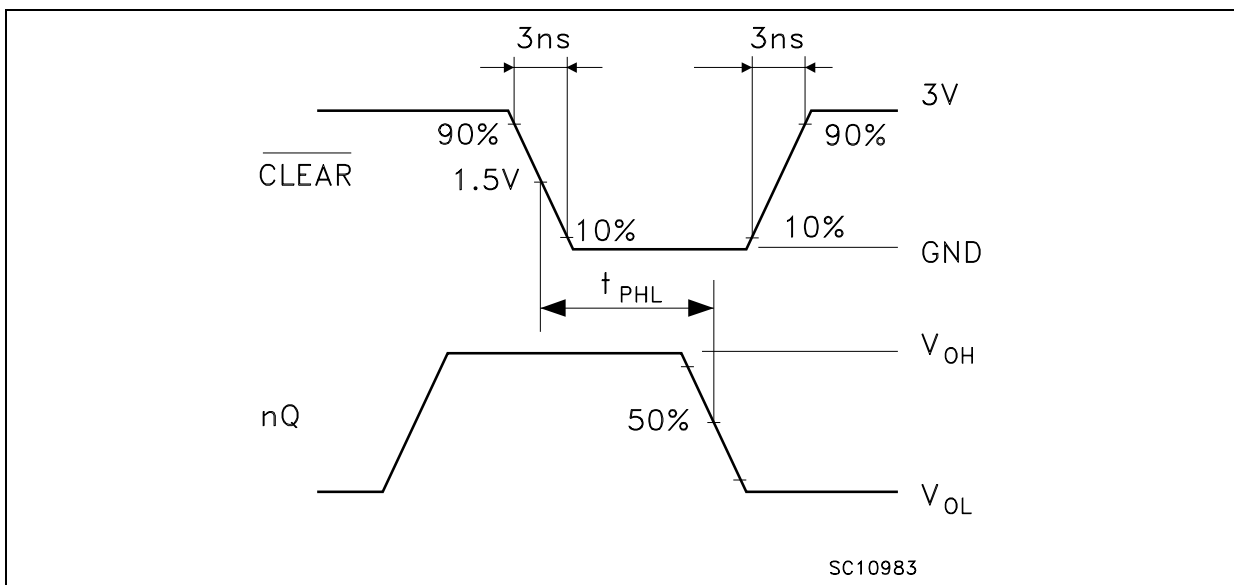 3ns 3ns
3V
90% 90%
CLEAR
1.5V
10% 10%
GND
t PHL
V OH
nQ
50%
V OL
SC10983